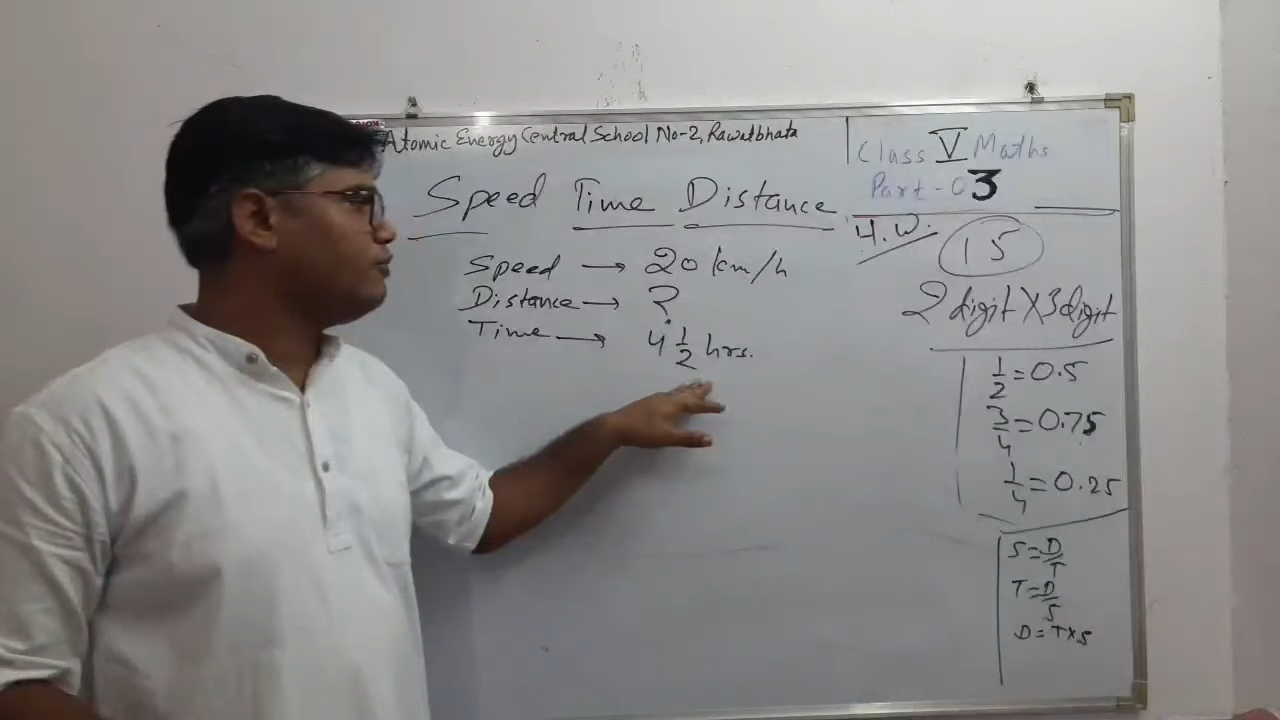 Atomic Energy Central School No-2, Rawatbhata
Class V Maths
Part-03
Speed Time Distance
Speed → 20 km/h
Distance → ?
Time → 4 1/2 hrs.
H.W.
15
2 digit X 3 digit
1/2 = 0.5
3/4 = 0.75
1/4 = 0.25
S = D/T
T = D/S
D = T×S